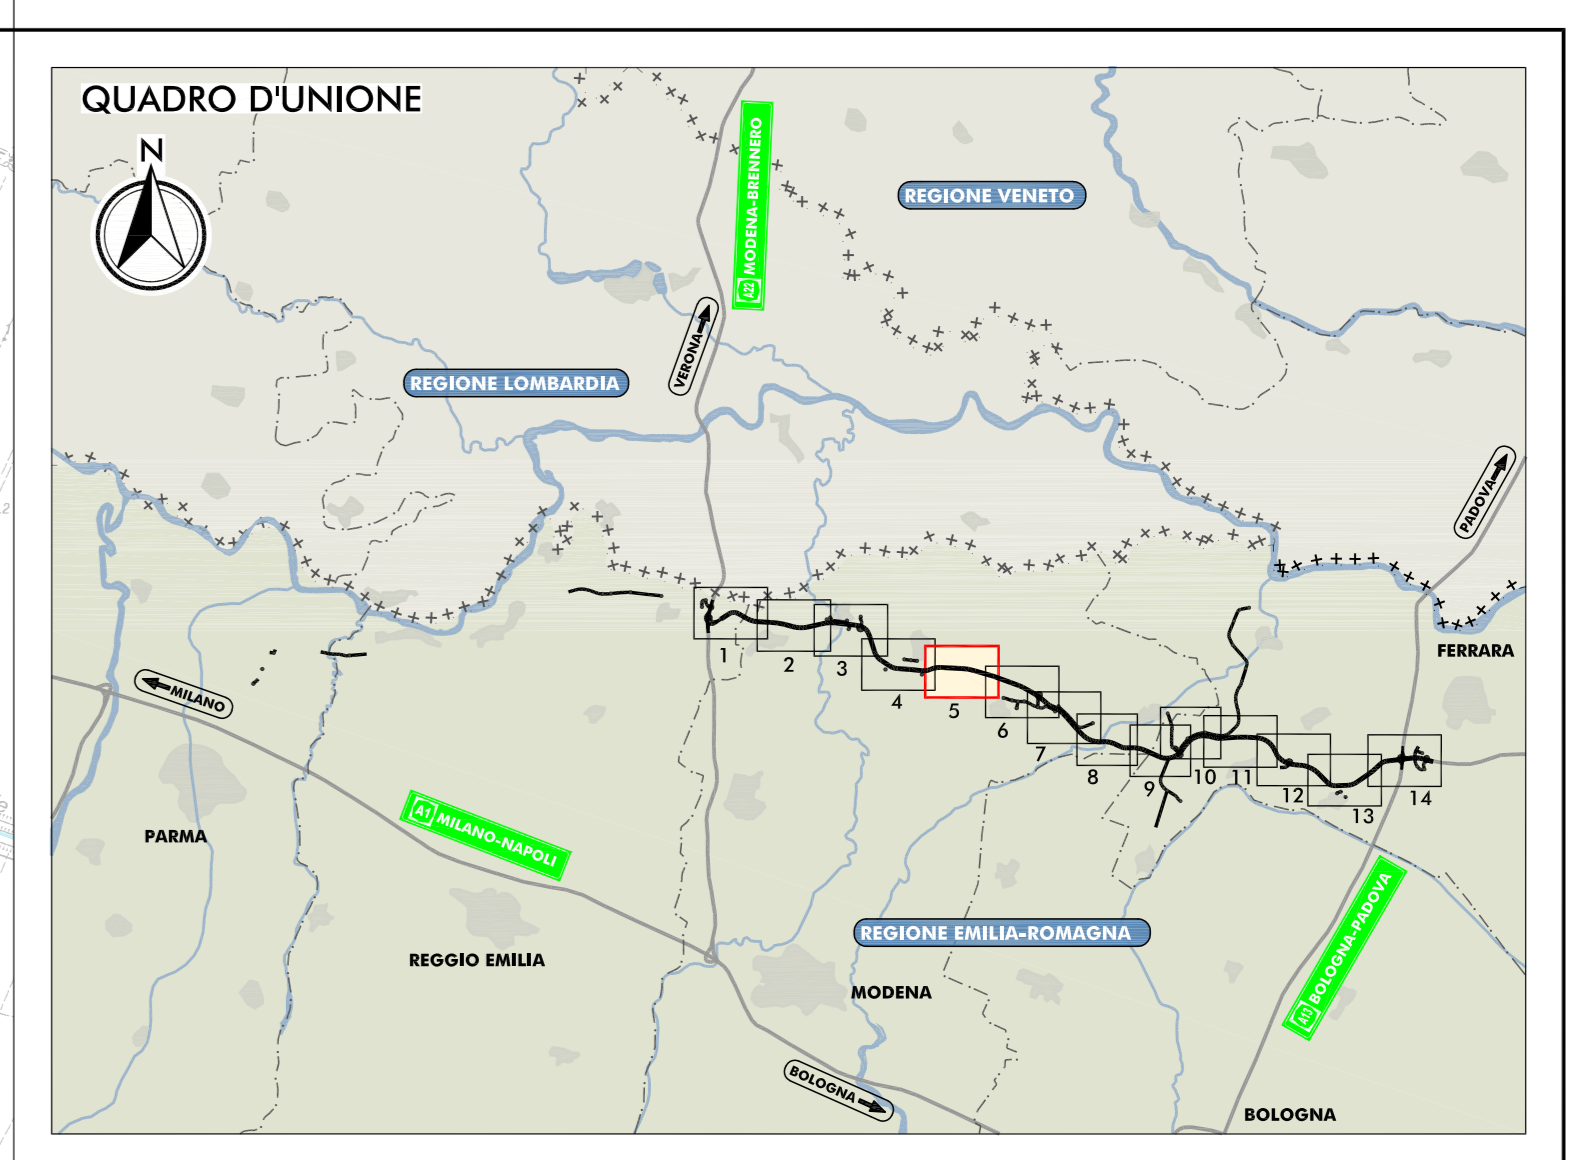 QUADRO D'UNIONE
N
A22 MODENA-BRENNERO
REGIONE VENETO
VERONA
REGIONE LOMBARDIA
PADOVA
FERRARA
MILANO
1
2
3
4
5
6
7
8
9
10
11
12
13
14
PARMA
A1 MILANO-NAPOLI
REGIONE EMILIA-ROMAGNA
A13 BOLOGNA-PADOVA
REGGIO EMILIA
MODENA
BOLOGNA
BOLOGNA